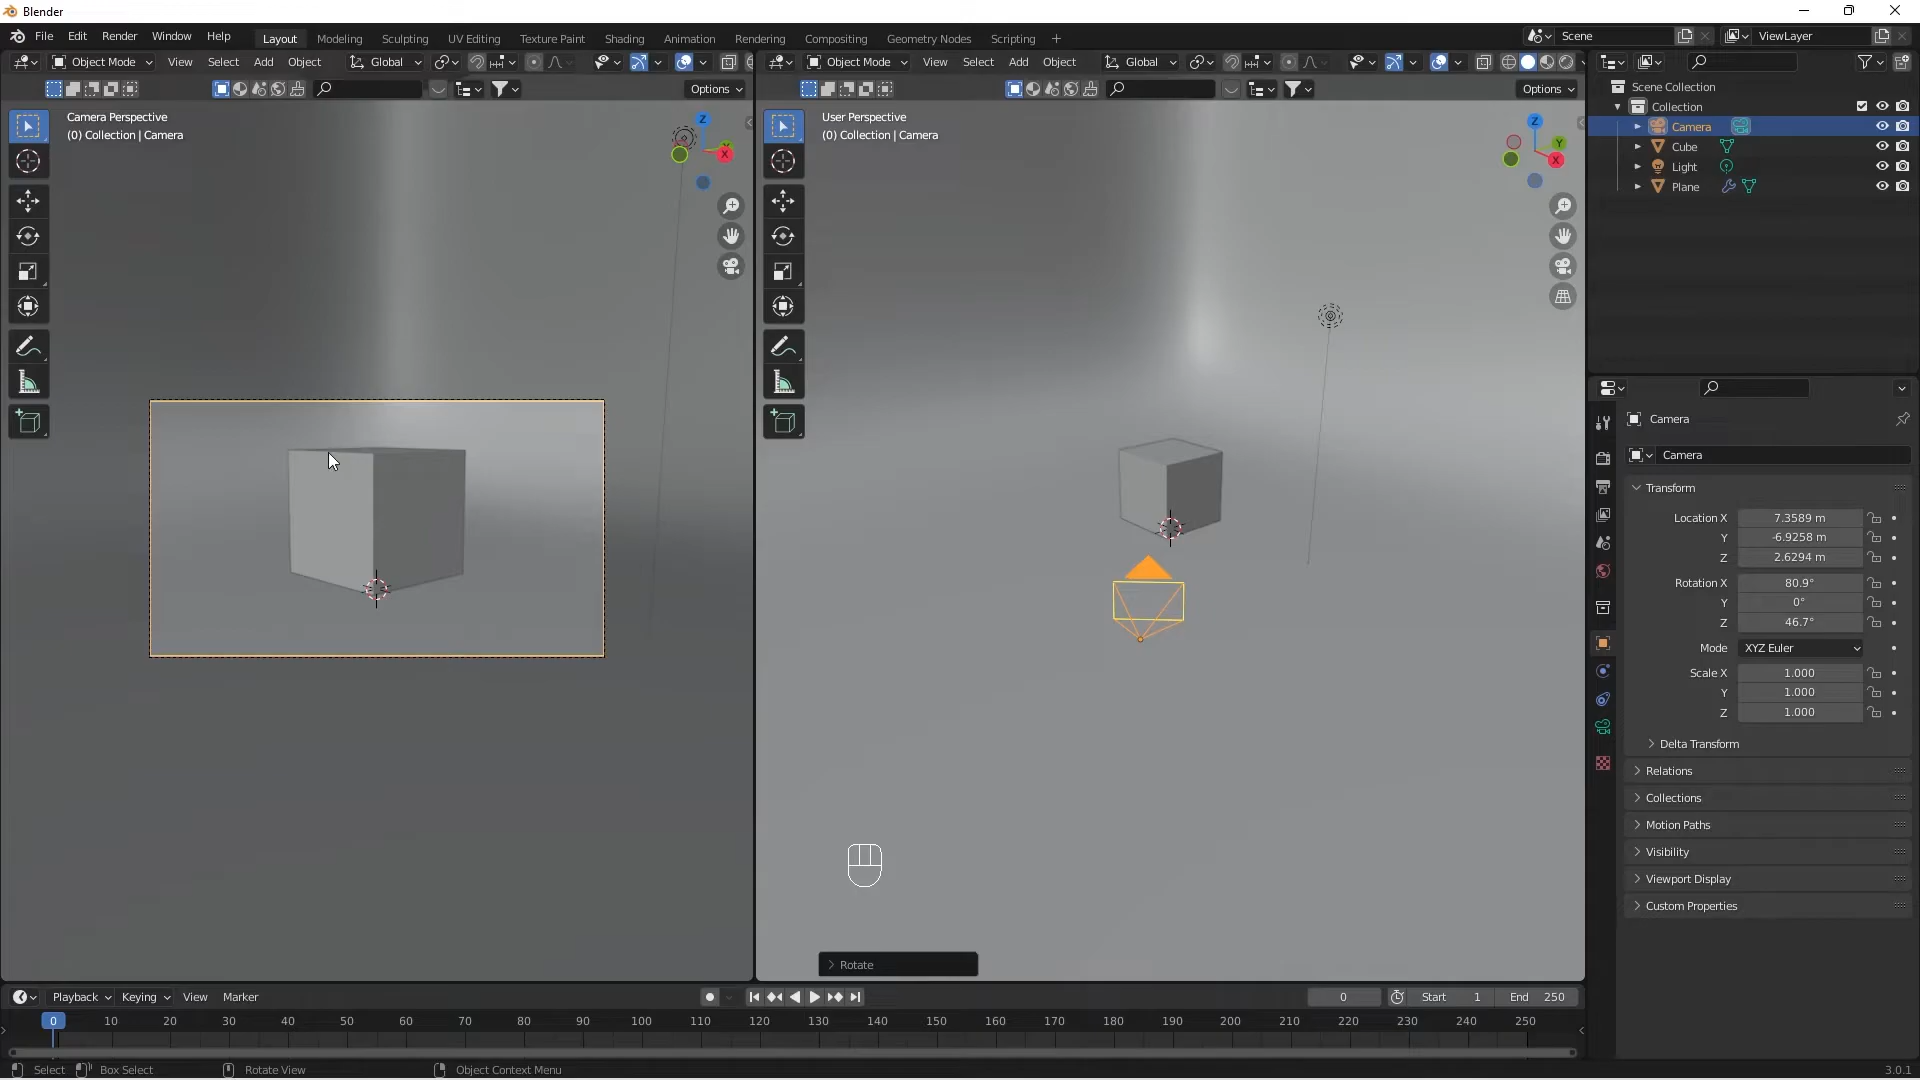 Blender
File Edit Render Window Help
Layout Modeling Sculpting UV Editing Texture Paint Shading Animation Rendering Compositing Geometry Nodes Scripting +
Scene
ViewLayer
Object Mode View Select Add Object Global
Object Mode View Select Add Object Global
Options
Options
Camera Perspective
(0) Collection | Camera
User Perspective
(0) Collection | Camera
Z
X
Z
Y
X
Scene Collection
Collection
Camera
Cube
Light
Plane
Camera
Camera
Transform
Location X 7.3589 m
Y -6.9258 m
Z 2.6294 m
Rotation X 80.9°
Y 0°
Z 46.7°
Mode XYZ Euler
Scale X 1.000
Y 1.000
Z 1.000
Delta Transform
Relations
Collections
Motion Paths
Visibility
Viewport Display
Custom Properties
Rotate
Playback Keying View Marker
0 Start 1 End 250
0 10 20 30 40 50 60 70 80 90 100 110 120 130 140 150 160 170 180 190 200 210 220 230 240 250
Select Box Select Rotate View Object Context Menu
3.0.1